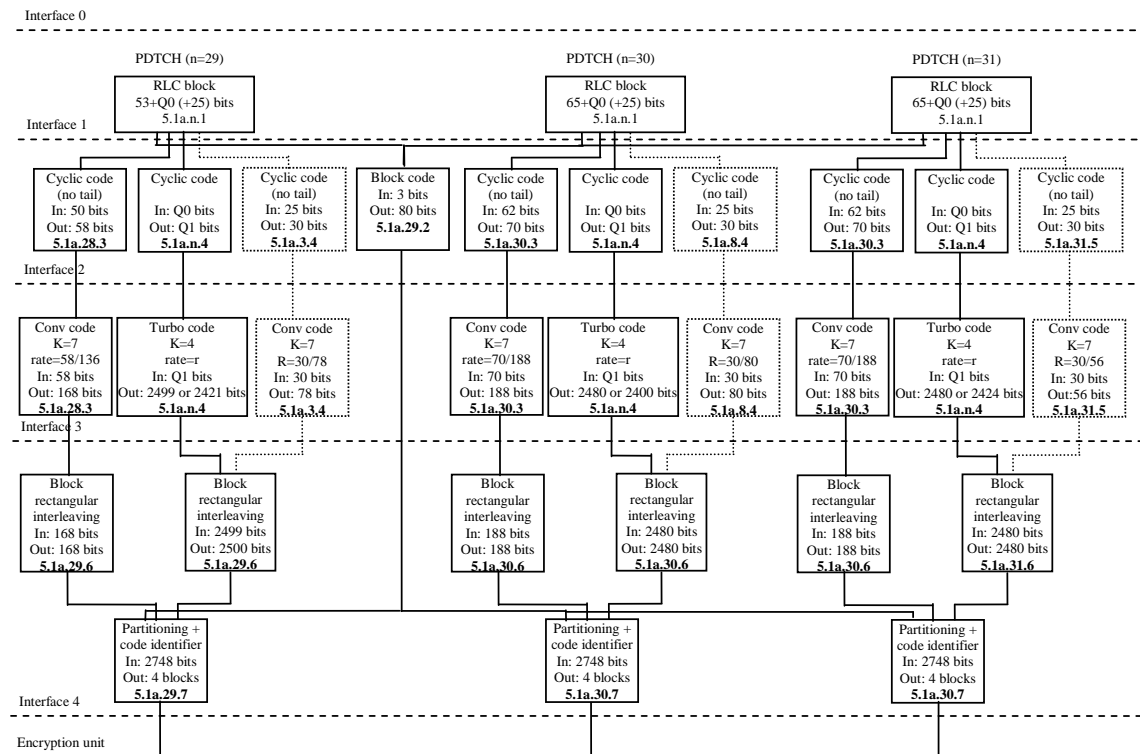 Interface 0
PDTCH (n=29)
PDTCH (n=30)
PDTCH (n=31)
RLC block
53+Q0 (+25) bits
5.1a.n.1
RLC block
65+Q0 (+25) bits
5.1a.n.1
RLC block
65+Q0 (+25) bits
5.1a.n.1
Interface 1
Cyclic code
(no tail)
In: 50 bits
Out: 58 bits
5.1a.28.3
Cyclic code
In: Q0 bits
Out: Q1 bits
5.1a.n.4
Cyclic code
(no tail)
In: 25 bits
Out: 30 bits
5.1a.3.4
Block code
In: 3 bits
Out: 80 bits
5.1a.29.2
Cyclic code
(no tail)
In: 62 bits
Out: 70 bits
5.1a.30.3
Cyclic code
In: Q0 bits
Out: Q1 bits
5.1a.n.4
Cyclic code
(no tail)
In: 25 bits
Out: 30 bits
5.1a.8.4
Cyclic code
(no tail)
In: 62 bits
Out: 70 bits
5.1a.30.3
Cyclic code
In: Q0 bits
Out: Q1 bits
5.1a.n.4
Cyclic code
(no tail)
In: 25 bits
Out: 30 bits
5.1a.31.5
Interface 2
Conv code
K=7
rate=58/136
In: 58 bits
Out: 168 bits
5.1a.28.3
Turbo code
K=4
rate=r
In: Q1 bits
Out: 2499 or 2421 bits
5.1a.n.4
Conv code
K=7
R=30/78
In: 30 bits
Out: 78 bits
5.1a.3.4
Conv code
K=7
rate=70/188
In: 70 bits
Out: 188 bits
5.1a.30.3
Turbo code
K=4
rate=r
In: Q1 bits
Out: 2480 or 2400 bits
5.1a.n.4
Conv code
K=7
R=30/80
In: 30 bits
Out: 80 bits
5.1a.8.4
Conv code
K=7
rate=70/188
In: 70 bits
Out: 188 bits
5.1a.30.3
Turbo code
K=4
rate=r
In: Q1 bits
Out: 2480 or 2424 bits
5.1a.n.4
Conv code
K=7
R=30/56
In: 30 bits
Out:56 bits
5.1a.31.5
Interface 3
Block
rectangular
interleaving
In: 168 bits
Out: 168 bits
5.1a.29.6
Block
rectangular
interleaving
In: 2499 bits
Out: 2500 bits
5.1a.29.6
Block
rectangular
interleaving
In: 188 bits
Out: 188 bits
5.1a.30.6
Block
rectangular
interleaving
In: 2480 bits
Out: 2480 bits
5.1a.30.6
Block
rectangular
interleaving
In: 188 bits
Out: 188 bits
5.1a.30.6
Block
rectangular
interleaving
In: 2480 bits
Out: 2480 bits
5.1a.31.6
Partitioning +
code identifier
In: 2748 bits
Out: 4 blocks
5.1a.29.7
Partitioning +
code identifier
In: 2748 bits
Out: 4 blocks
5.1a.30.7
Partitioning +
code identifier
In: 2748 bits
Out: 4 blocks
5.1a.30.7
Interface 4
Encryption unit